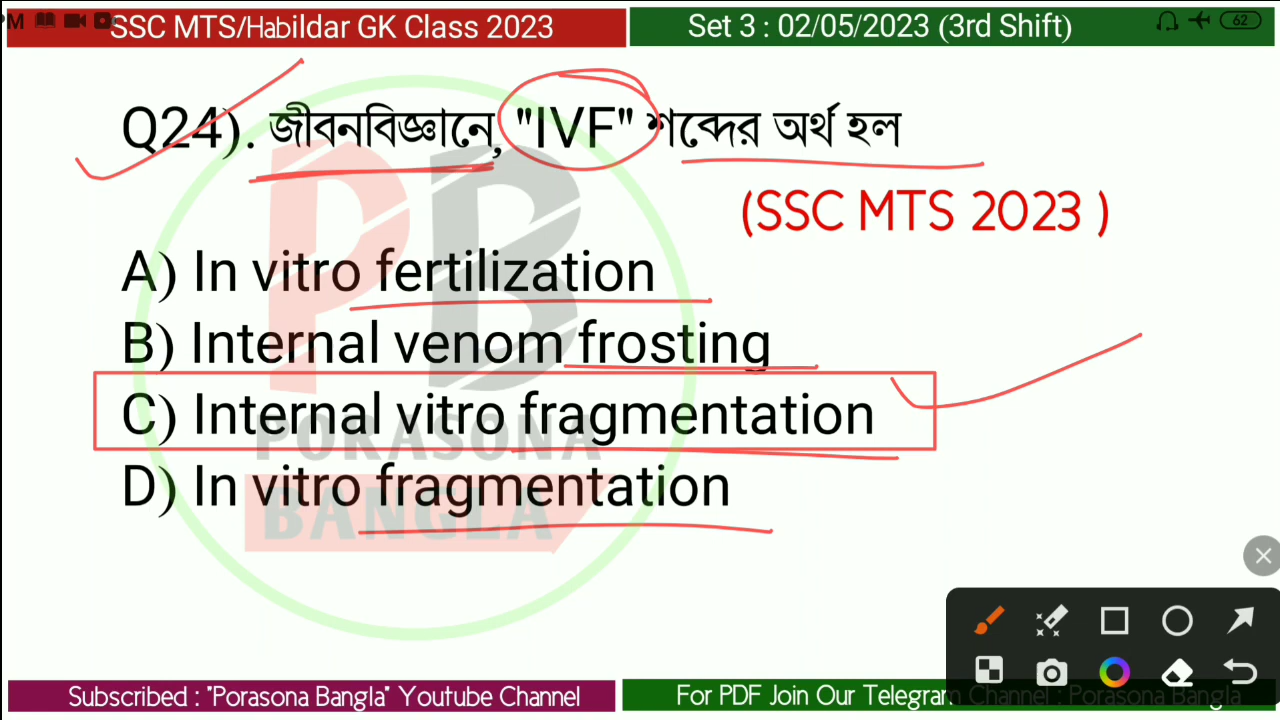 SSC MTS/Habildar GK Class 2023
Set 3 : 02/05/2023 (3rd Shift)
62
Q24). জীবনবিজ্ঞানে, "IVF" শব্দের অর্থ হল
(SSC MTS 2023 )
A) In vitro fertilization
B) Internal venom frosting
C) Internal vitro fragmentation
D) In vitro fragmentation
PB
PORASONA
BANGLA
Subscribed : "Porasona Bangla" Youtube Channel
For PDF Join Our Telegram Channel : Porasona Bangla